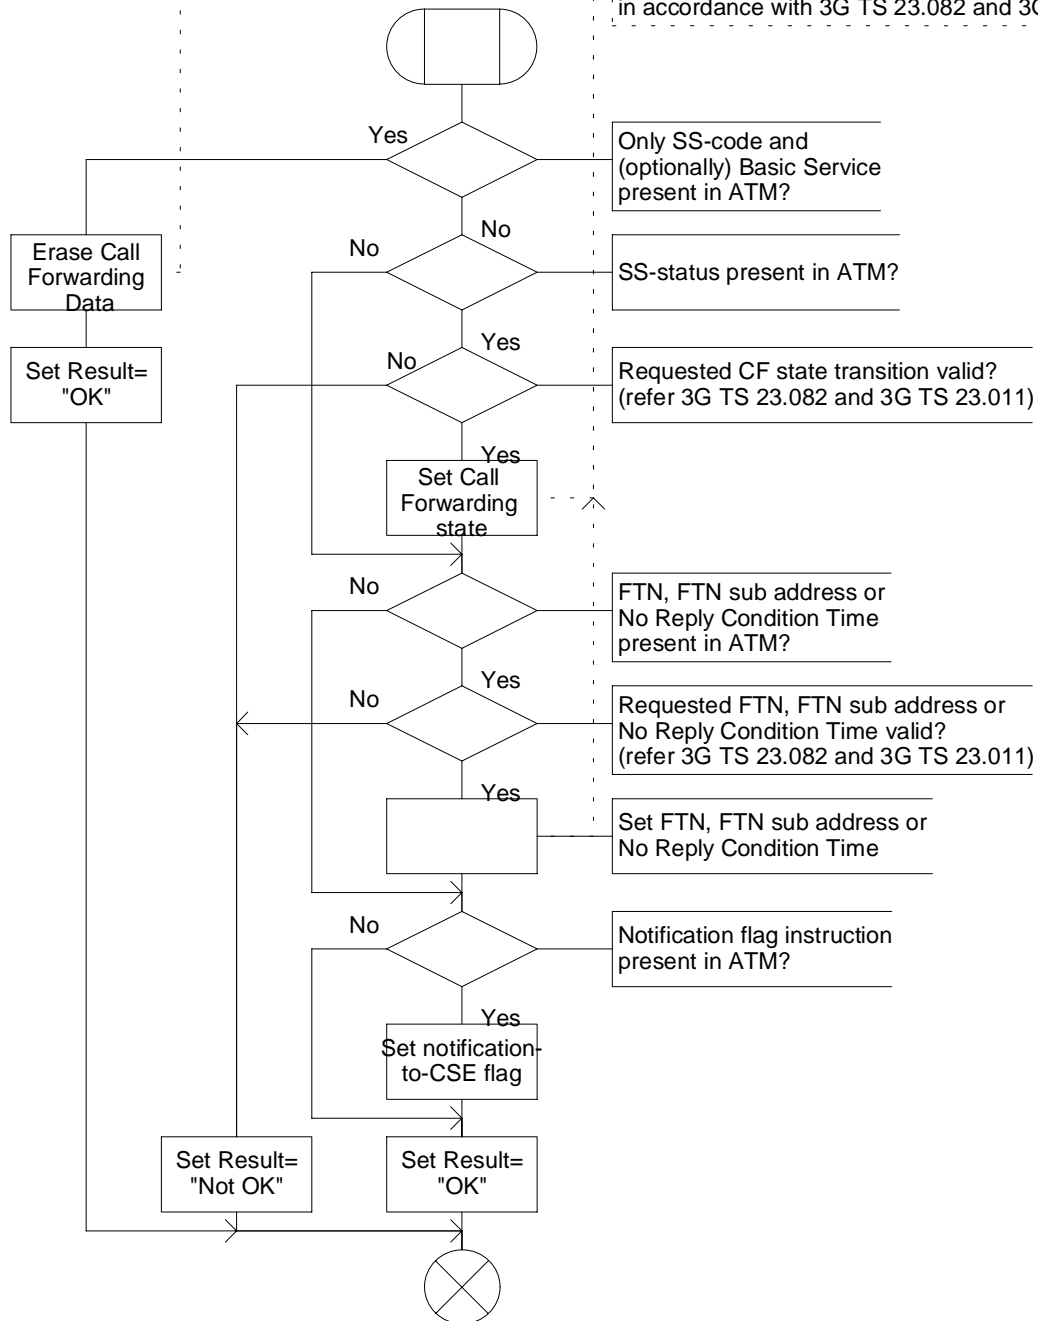 in accordance with 3G TS 23.082 and 3G
Yes
Only SS-code and
(optionally) Basic Service
present in ATM?
No
No
Erase Call
Forwarding
Data
SS-status present in ATM?
Yes
No
Set Result=
"OK"
Requested CF state transition valid?
(refer 3G TS 23.082 and 3G TS 23.011)
Yes
Set Call
Forwarding
state
No
FTN, FTN sub address or
No Reply Condition Time
present in ATM?
Yes
No
Requested FTN, FTN sub address or
No Reply Condition Time valid?
(refer 3G TS 23.082 and 3G TS 23.011)
Yes
Set FTN, FTN sub address or
No Reply Condition Time
No
Notification flag instruction
present in ATM?
Yes
Set notification-
to-CSE flag
Set Result=
"Not OK"
Set Result=
"OK"